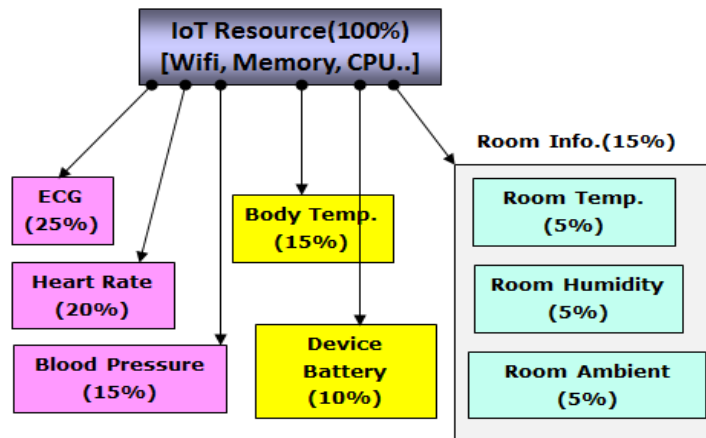 IoT Resource(100%)
[Wifi, Memory, CPU..]
ECG
(25%)
Heart Rate
(20%)
Blood Pressure
(15%)
Body Temp.
(15%)
Device
Battery
(10%)
Room Info.(15%)
Room Temp.
(5%)
Room Humidity
(5%)
Room Ambient
(5%)